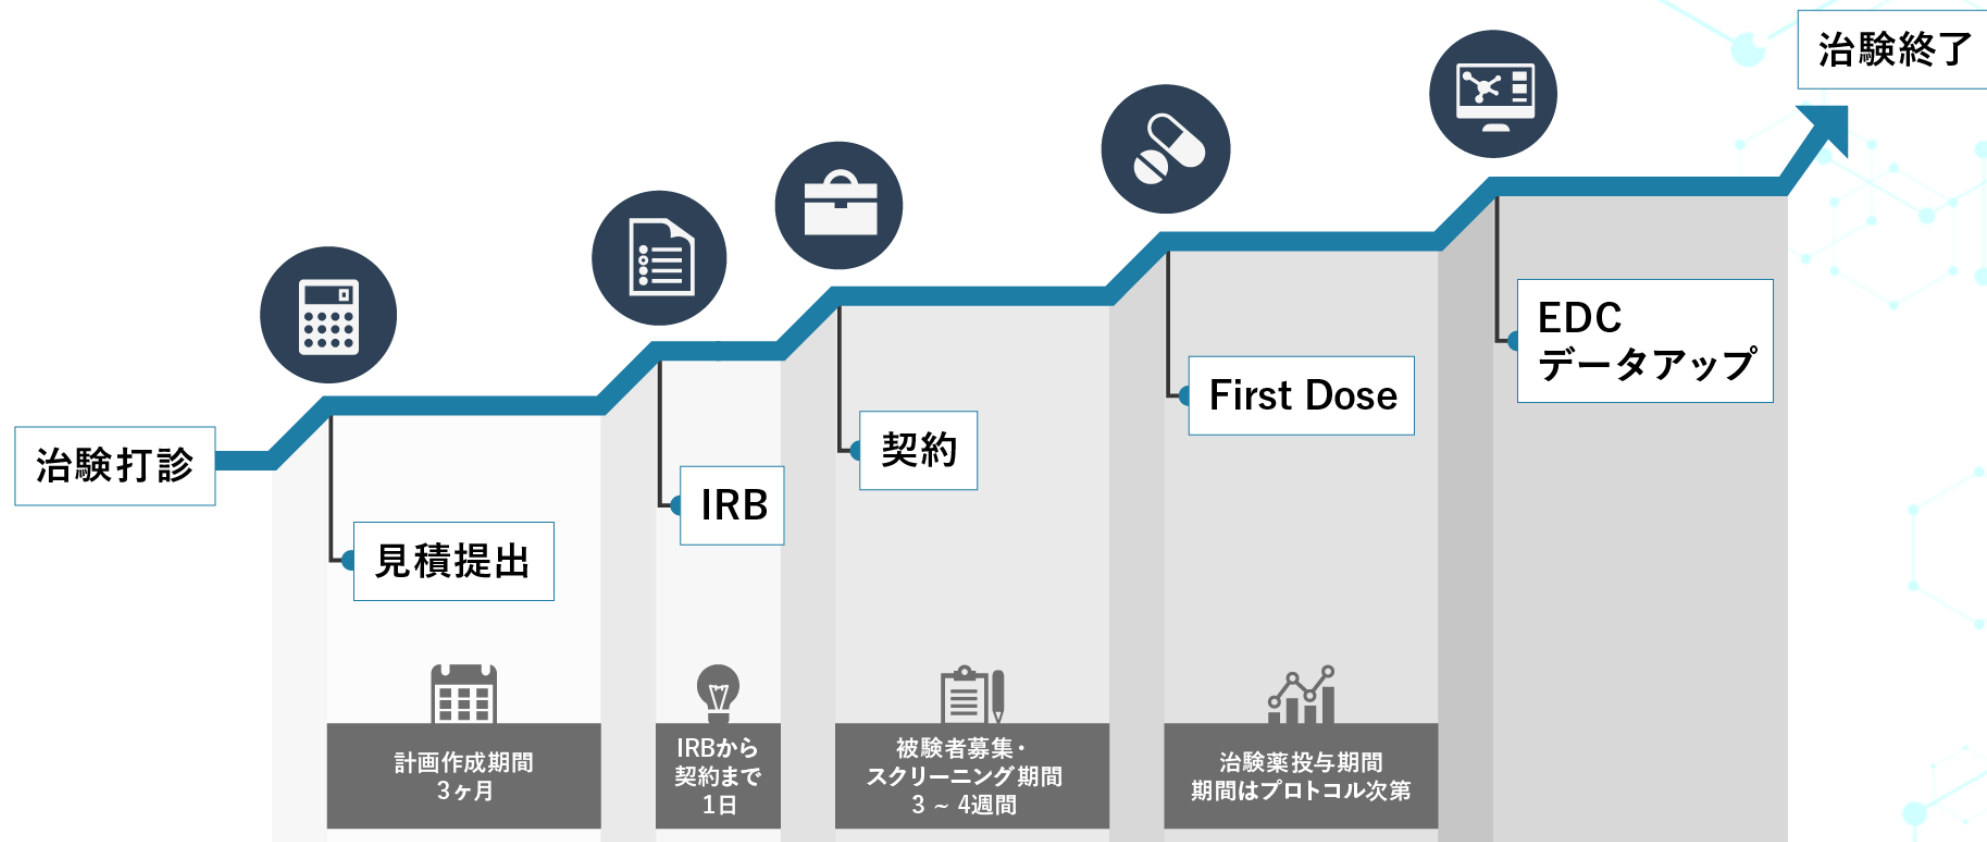 治験打診
見積提出
計画作成期間
3ヶ月
IRB
IRBから
契約まで
1日
契約
被験者募集・
スクリーニング期間
3 ~ 4週間
First Dose
治験薬投与期間
期間はプロトコル次第
EDC
データアップ
治験終了